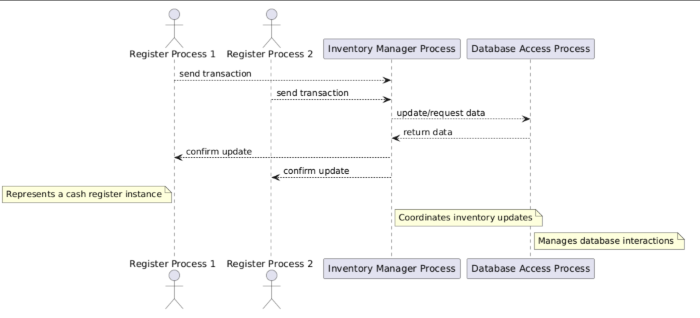 Register Process 1 Register Process 2 Inventory Manager Process Database Access Process
send transaction
send transaction
update/request data
return data
confirm update
confirm update
Represents a cash register instance
Coordinates inventory updates
Manages database interactions
Register Process 1 Register Process 2 Inventory Manager Process Database Access Process